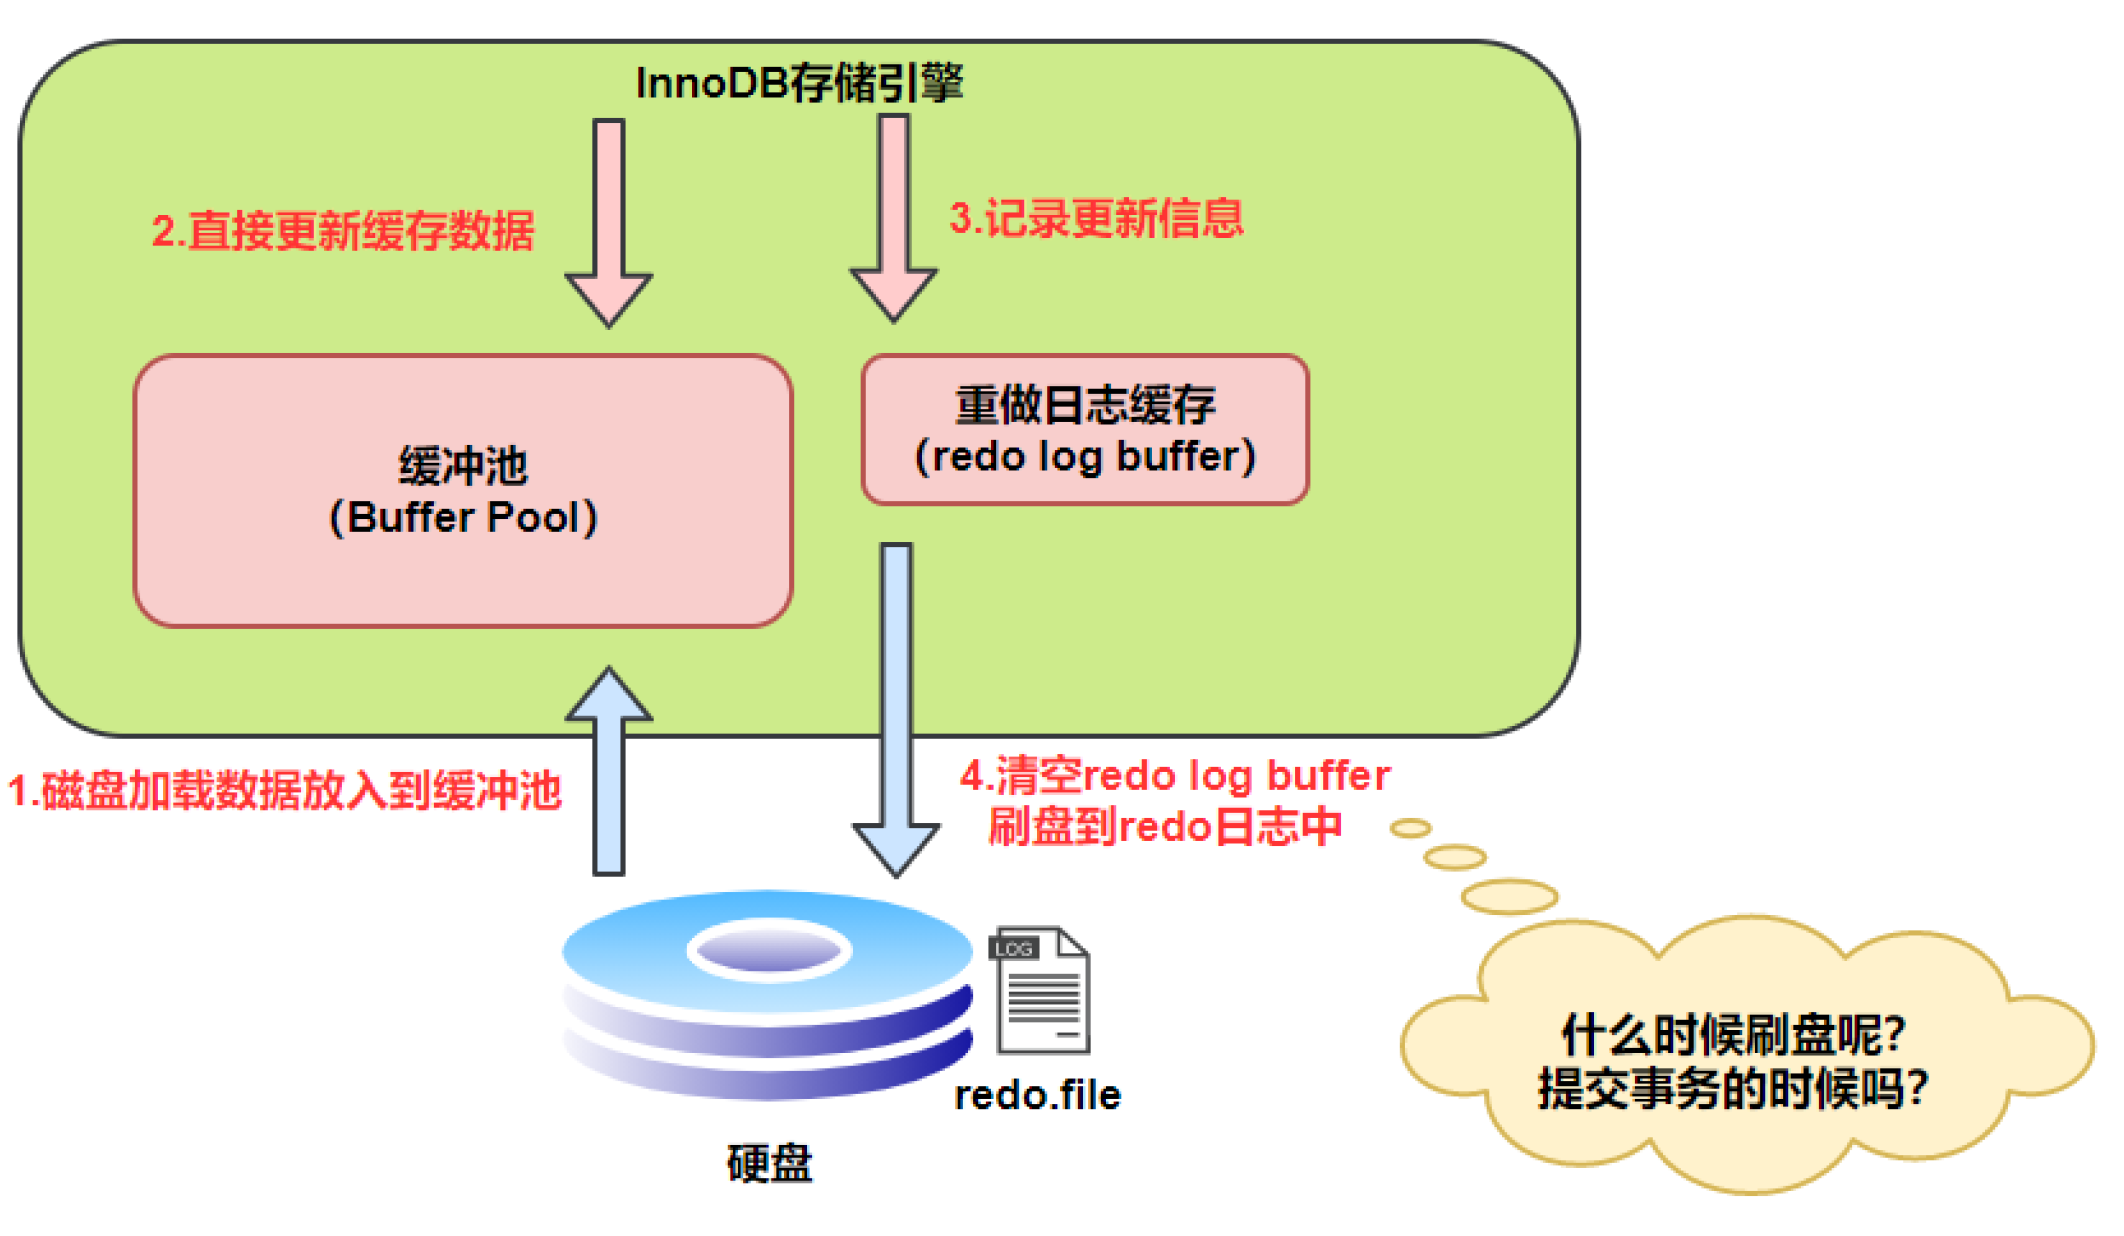 InnoDB存储引擎
2.直接更新缓存数据
3.记录更新信息
缓冲池
（Buffer Pool）
重做日志缓存
（redo log buffer）
1.磁盘加载数据放入到缓冲池
4.清空redo log buffer
刷盘到redo日志中
LOG
redo.file
硬盘
什么时候刷盘呢？
提交事务的时候吗？